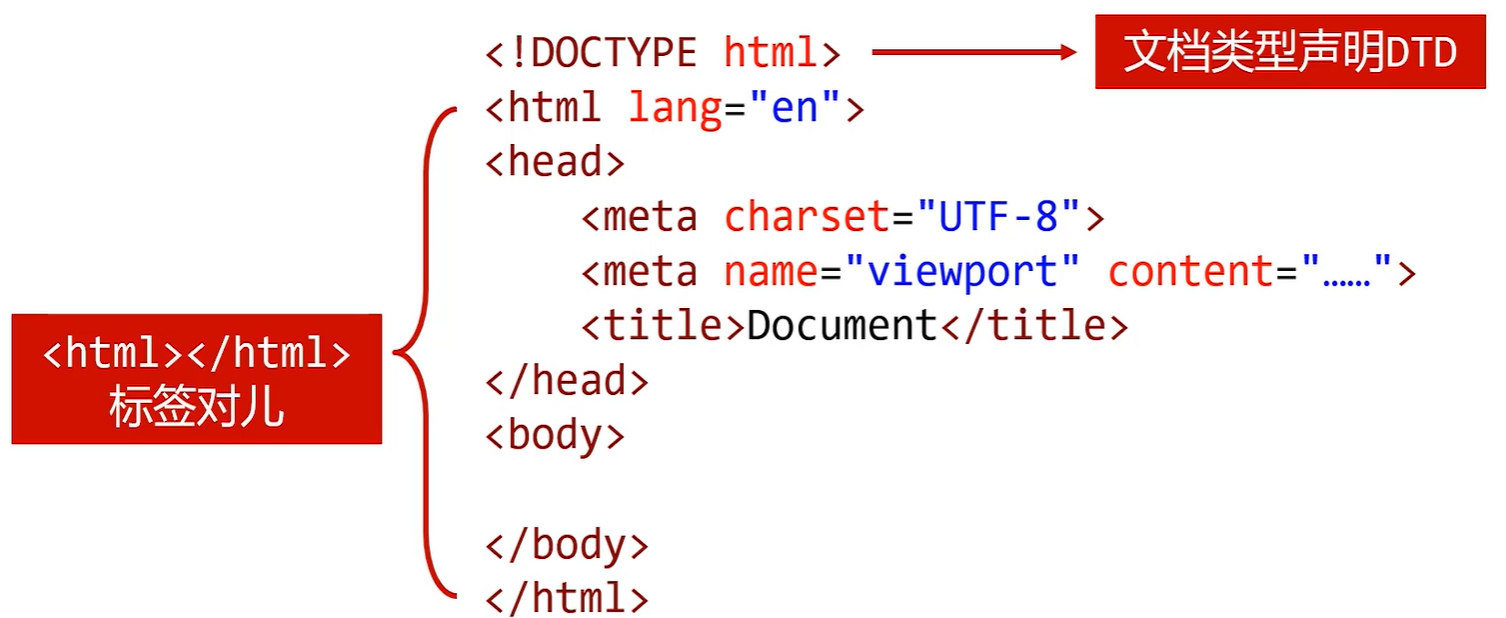 <!DOCTYPE html>
文档类型声明DTD
<html lang="en">
<head>
<meta charset="UTF-8">
<meta name="viewport" content="……">
<title>Document</title>
</head>
<body>
</body>
</html>
<html></html>
标签对儿